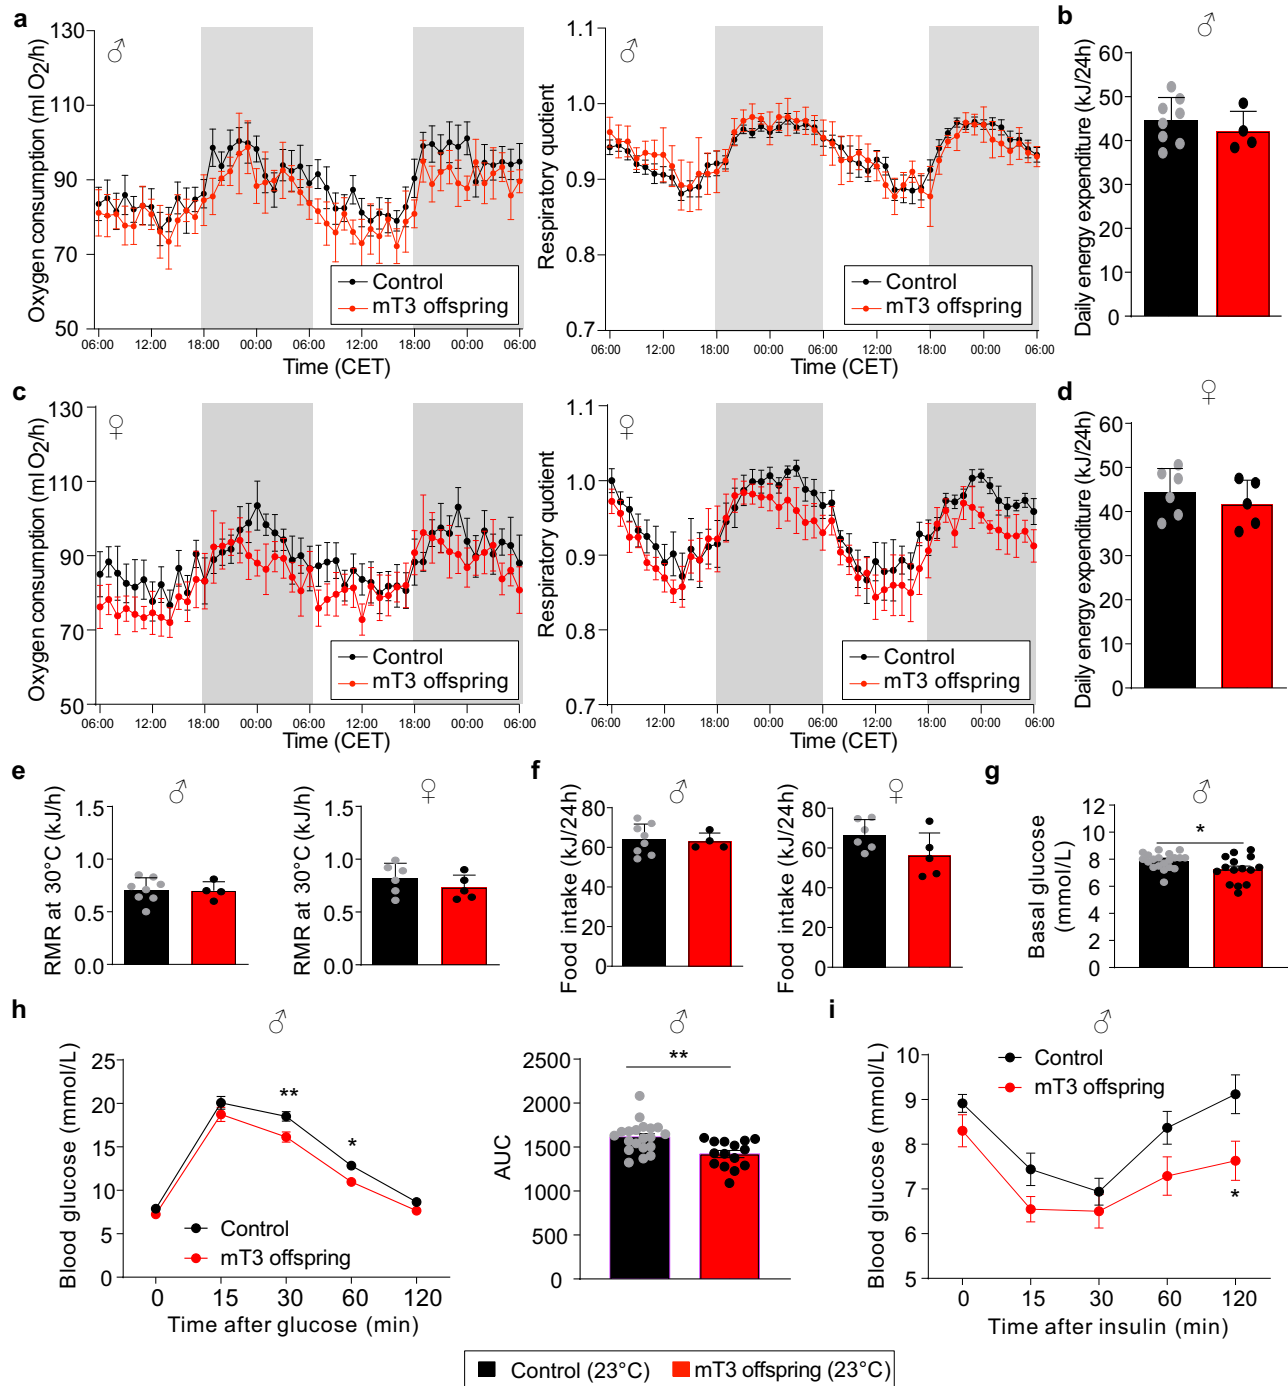 a
♂
Oxygen consumption (ml O2/h)
130
110
90
70
50
06:00 12:00 18:00 00:00 06:00 12:00 18:00 00:00 06:00
Time (CET)
Control
mT3 offspring
♂
Respiratory quotient
1.1
1.0
0.9
0.8
0.7
06:00 12:00 18:00 00:00 06:00 12:00 18:00 00:00 06:00
Time (CET)
Control
mT3 offspring
b
♂
Daily energy expenditure (kJ/24h)
60
50
40
30
20
10
0
c
♀
Oxygen consumption (ml O2/h)
130
110
90
70
50
06:00 12:00 18:00 00:00 06:00 12:00 18:00 00:00 06:00
Time (CET)
Control
mT3 offspring
♀
Respiratory quotient
1.1
1.0
0.9
0.8
0.7
06:00 12:00 18:00 00:00 06:00 12:00 18:00 00:00 06:00
Time (CET)
Control
mT3 offspring
d
♀
Daily energy expenditure (kJ/24h)
60
50
40
30
20
10
0
e
♂
RMR at 30°C (kJ/h)
1.5
1.0
0.5
0.0
♀
RMR at 30°C (kJ/h)
1.5
1.0
0.5
0.0
f
♂
Food intake (kJ/24h)
80
60
40
20
0
♀
Food intake (kJ/24h)
80
60
40
20
0
g
♂
Basal glucose
(mmol/L)
12
10
8
6
4
2
0
*
h
♂
Blood glucose (mmol/L)
25
20
15
10
5
0
**
*
Control
mT3 offspring
0 15 30 60 120
Time after glucose (min)
♂
AUC
2500
2000
1500
1000
500
0
**
i
♂
Blood glucose (mmol/L)
10
9
8
7
6
5
Control
mT3 offspring
*
0 15 30 60 120
Time after insulin (min)
Control (23°C) mT3 offspring (23°C)